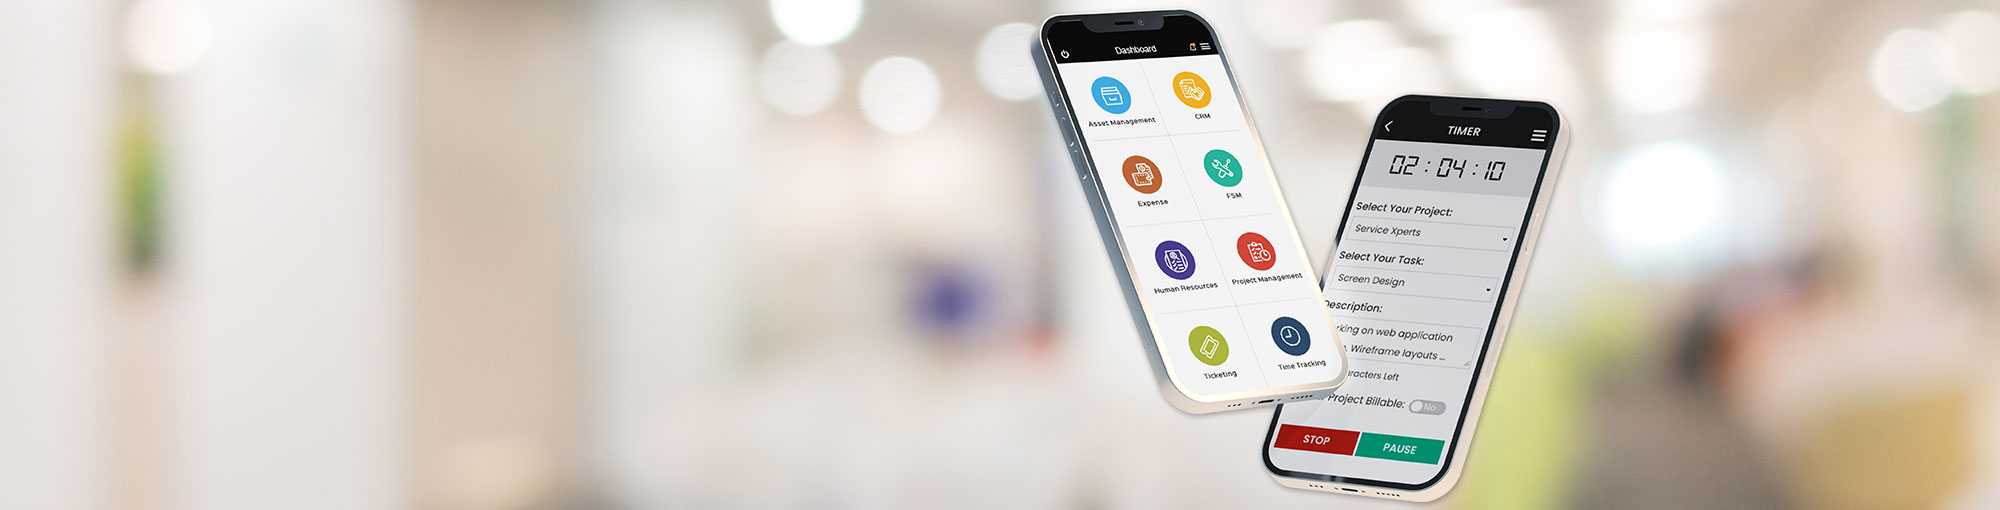 Dashboard
Asset Management
CRM
Expense
FSM
Human Resources
Project Management
Ticketing
Time Tracking
TIMER
02 : 04 : 10
Select Your Project:
Service Xperts
Select Your Task:
Screen Design
Description:
rking on web application
Wireframe layouts ...
aracters Left
Project Billable:
No
STOP
PAUSE